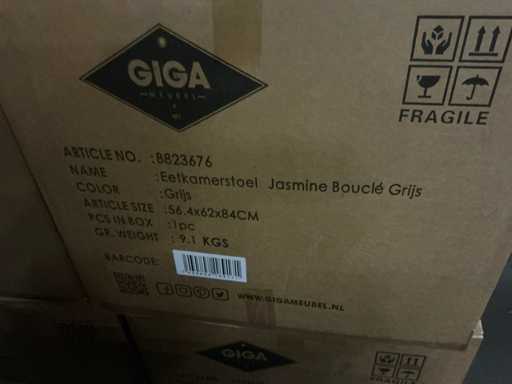 GIGA
MEUBEL
FRAGILE
ARTICLE NO. :8823676
NAME :Eetkamerstoel Jasmine Bouclé Grijs
COLOR :Grijs
ARTICLE SIZE :56.4x62x84CM
PCS IN BOX :1pc
GR. WEIGHT :9.1 KGS
BARCODE:
WWW.GIGAMEUBEL.NL
GIGA
FRAGILE